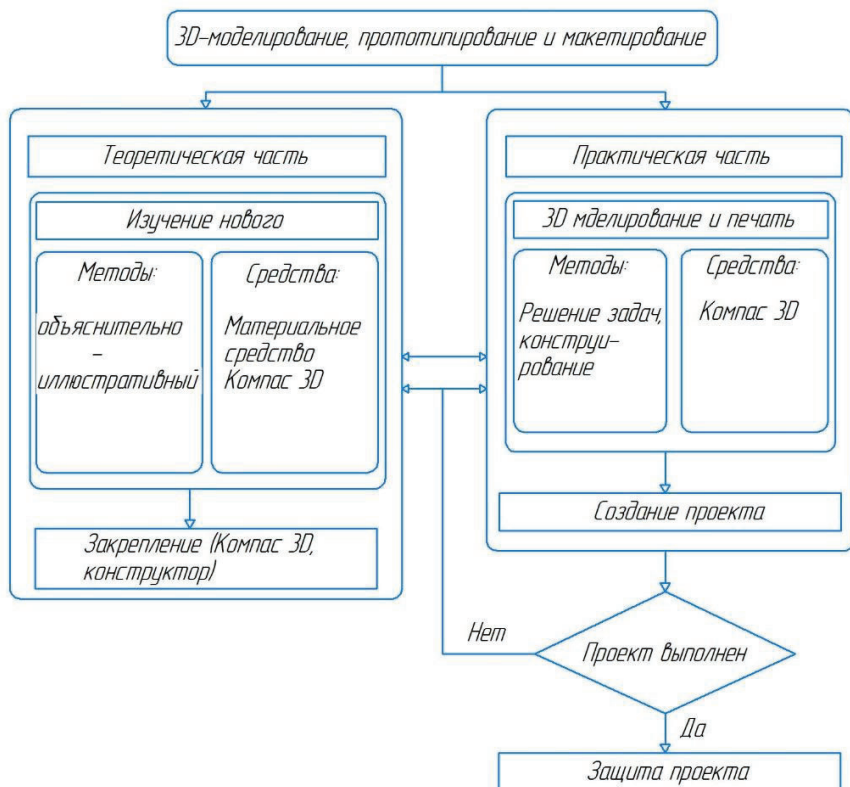 3D-моделирование, прототипирование и макетирование
Теоретическая часть
Изучение нового
Методы:
объяснительно
–
иллюстративный
Средства:
Материальное
средство
Компас 3D
Закрепление (Компас 3D,
конструктор)
Практическая часть
3D мделирование и печать
Методы:
Решение задач,
конструи-
рование
Средства:
Компас 3D
Создание проекта
Нет
Проект выполнен
Да
Защита проекта